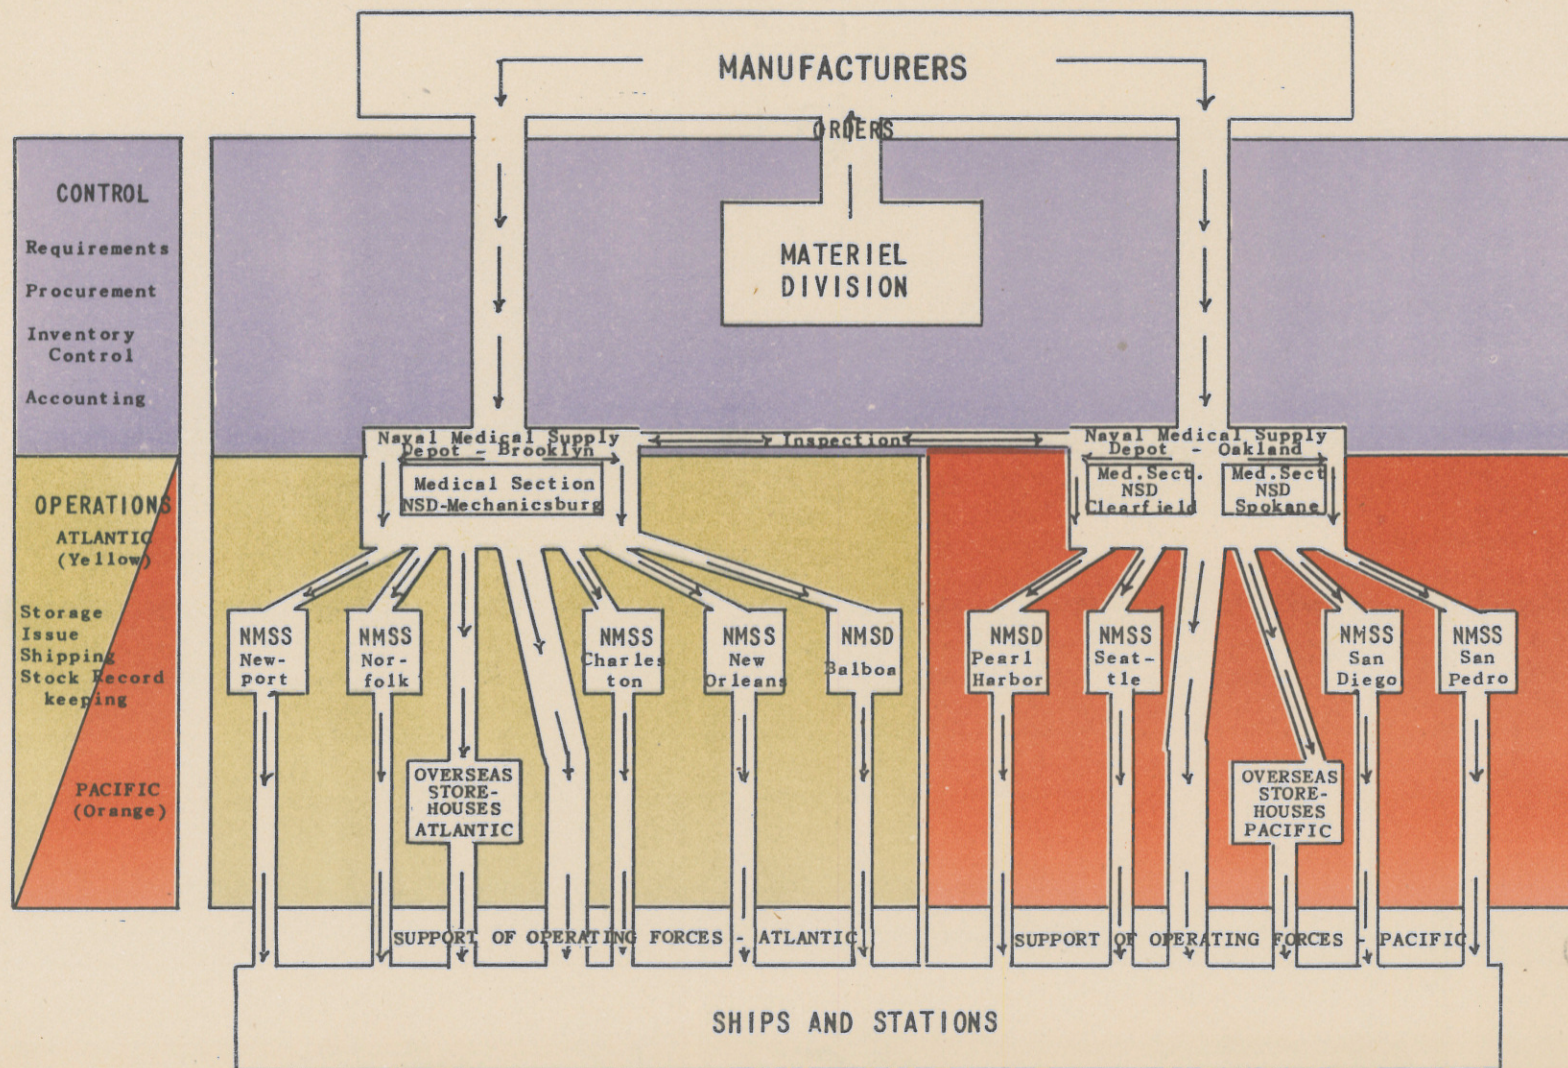 MANUFACTURERS
ORDERS
CONTROL
Requirements
Procurement
Inventory
Control
Accounting
MATERIEL
DIVISION
Naval Medical Supply
Depot - Brooklyn
Medical Section
NSD-Mechanicsburg
Inspection
Naval Medical Supply
Depot - Oakland
Med.Sect.
NSD
Clearfield
Med.Sect
NSD
Spokane
OPERATIONS
ATLANTIC
(Yellow)
Storage
Issue
Shipping
Stock Record
keeping
PACIFIC
(Orange)
NMSS
New-
port
NMSS
Nor-
folk
OVERSEAS
STORE-
HOUSES
ATLANTIC
NMSS
Charles
ton
NMSS
New
Orleans
NMSD
Balboa
NMSD
Pearl
Harbor
NMSS
Seat-
tle
OVERSEAS
STORE-
HOUSES
PACIFIC
NMSS
San
Diego
NMSS
San
Pedro
SUPPORT OF OPERATING FORCES - ATLANTIC
SUPPORT OF OPERATING FORCES - PACIFIC
SHIPS AND STATIONS